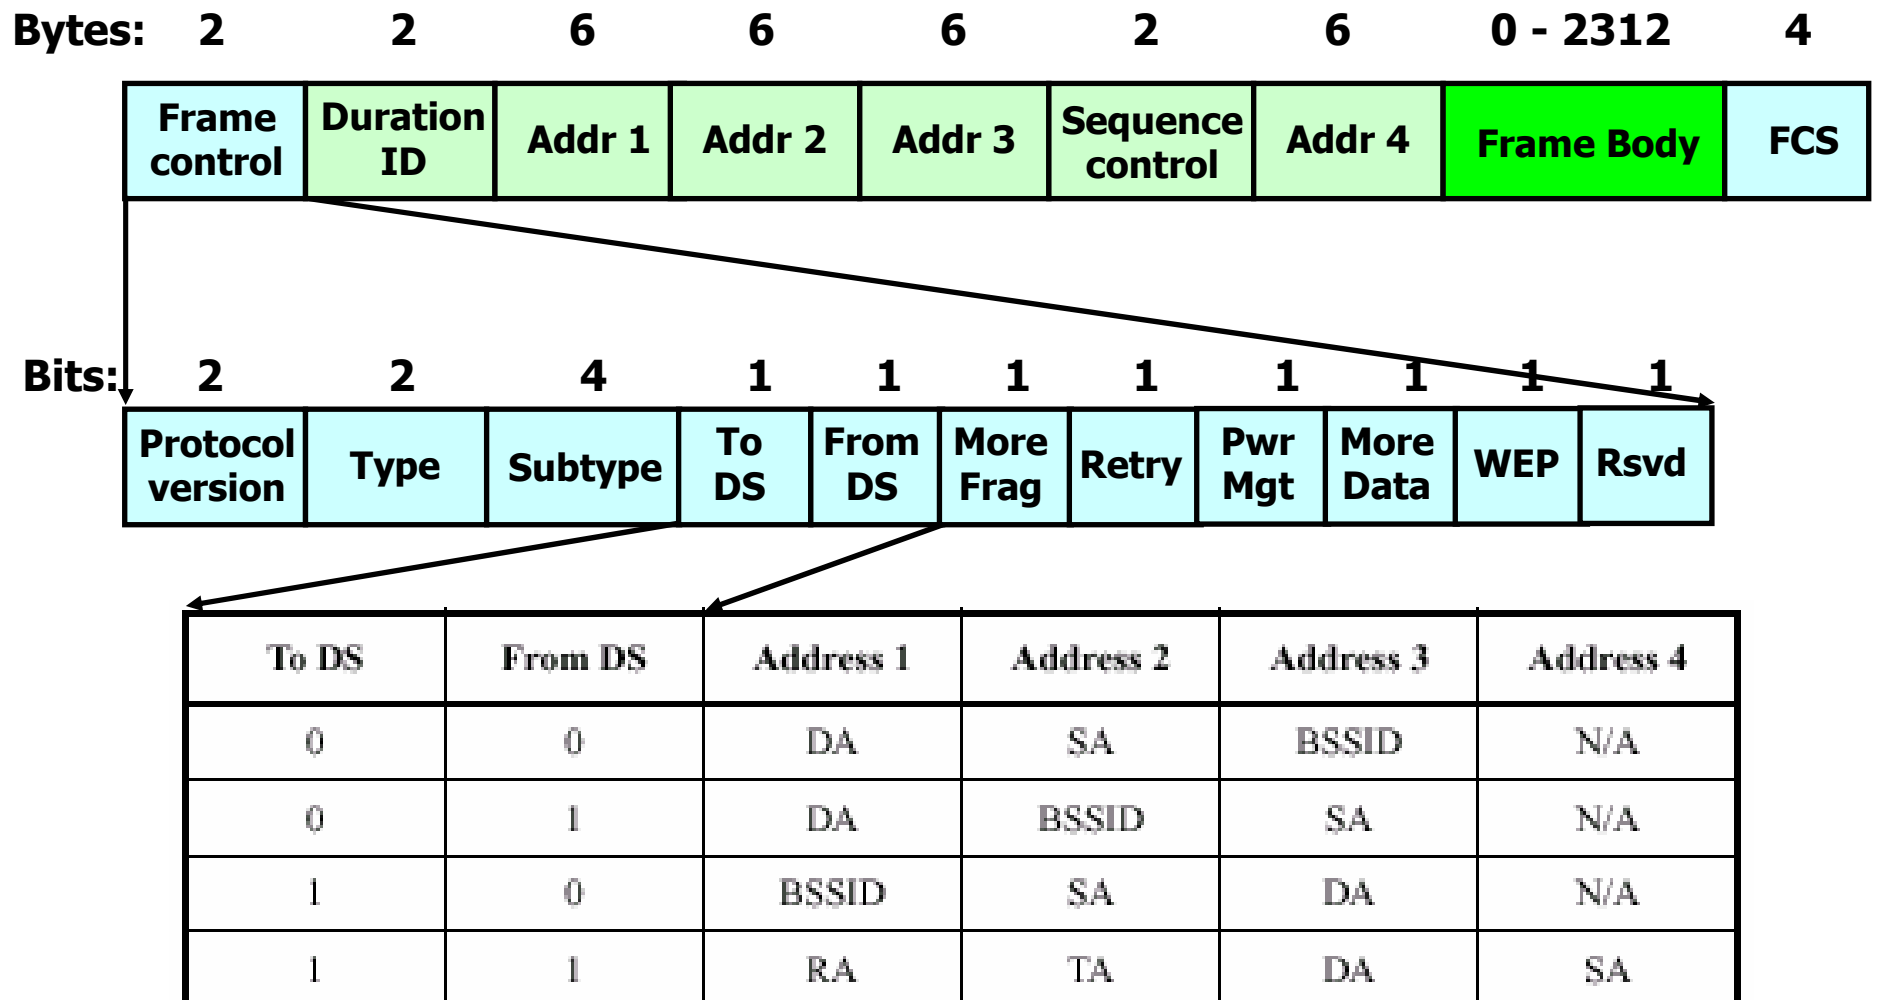 Bytes: 2 2 6 6 6 2 6 0 - 2312 4
Frame control Duration ID Addr 1 Addr 2 Addr 3 Sequence control Addr 4 Frame Body FCS
Bits: 2 2 4 1 1 1 1 1 1 1 1
Protocol version Type Subtype To DS From DS More Frag Retry Pwr Mgt More Data WEP Rsvd
To DS From DS Address 1 Address 2 Address 3 Address 4
0 0 DA SA BSSID N/A
0 1 DA BSSID SA N/A
1 0 BSSID SA DA N/A
1 1 RA TA DA SA